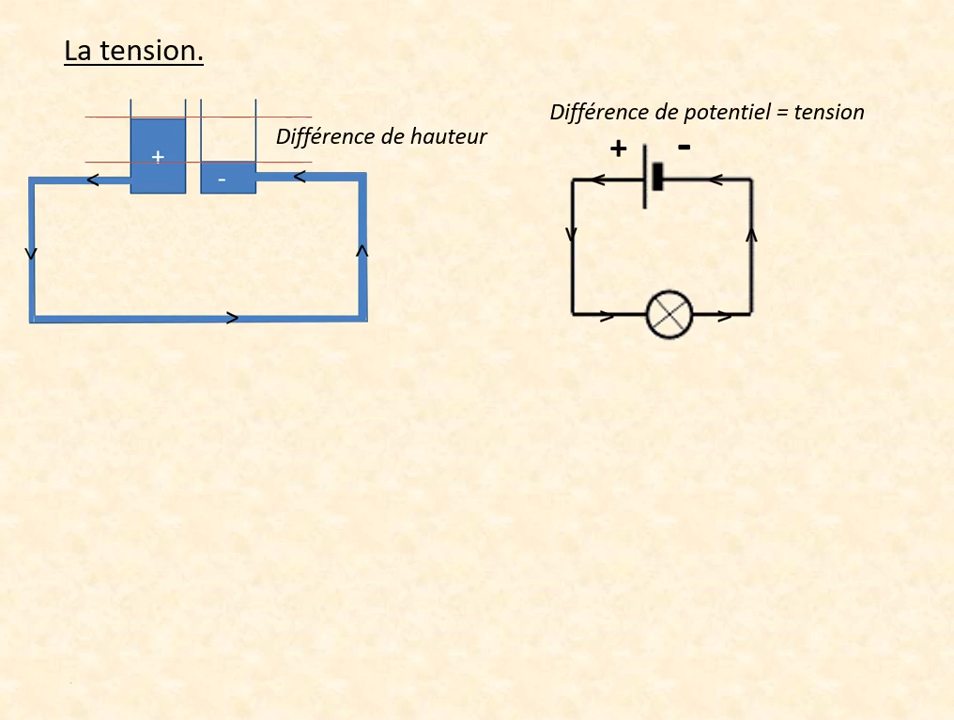 La tension.
Différence de hauteur
+
-
Différence de potentiel = tension
+ -